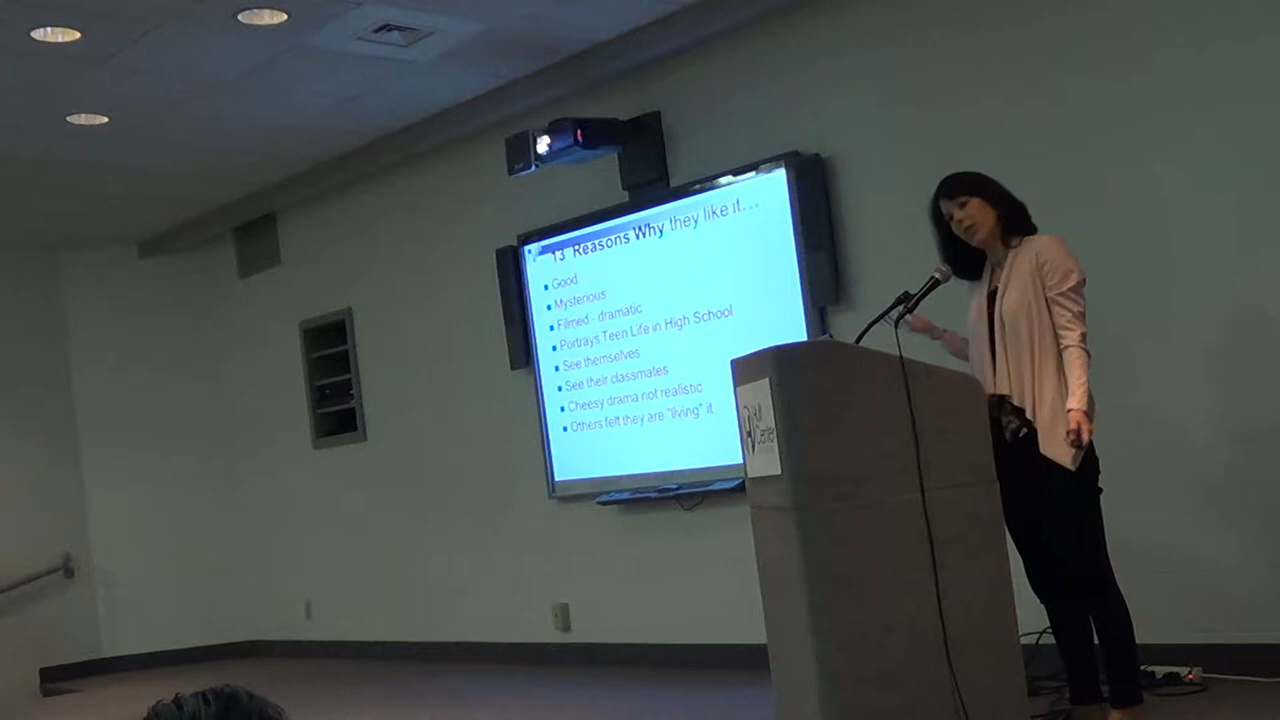 13 Reasons Why they like it...
Good
Mysterious
Filmed - dramatic
Portrays Teen Life in High School
See themselves
See their classmates
Cheesy drama not realistic
Others felt they are "living" it
Center